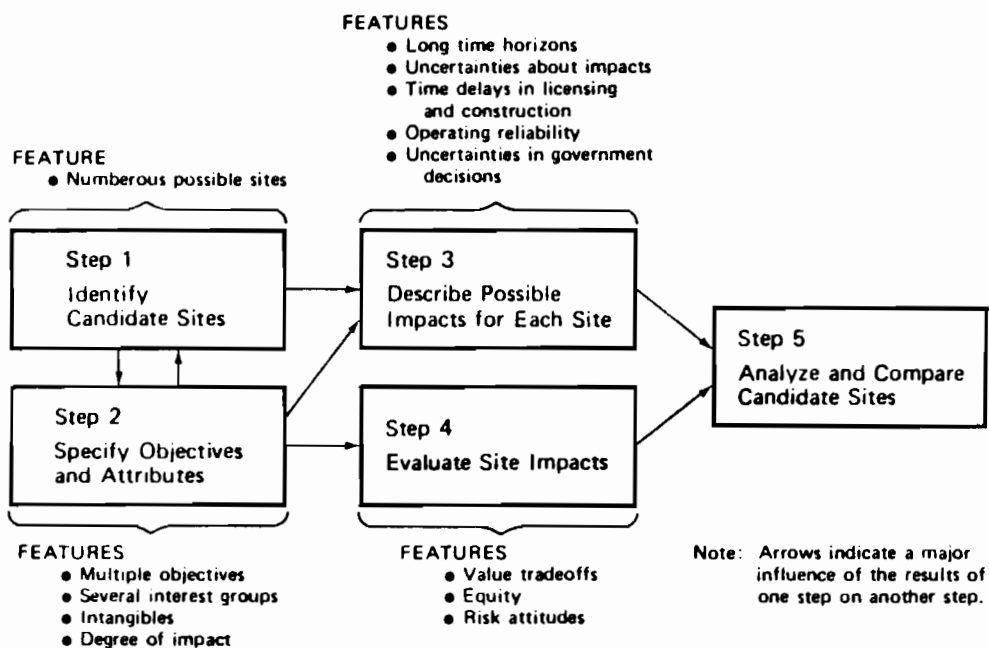 FEATURES
● Long time horizons
● Uncertainties about impacts
● Time delays in licensing
and construction
● Operating reliability
● Uncertainties in government
decisions
FEATURE
● Numberous possible sites
Step 1
Identify
Candidate Sites
Step 3
Describe Possible
Impacts for Each Site
Step 5
Analyze and Compare
Candidate Sites
Step 2
Specify Objectives
and Attributes
Step 4
Evaluate Site Impacts
FEATURES
● Multiple objectives
● Several interest groups
● Intangibles
● Degree of impact
FEATURES
● Value tradeoffs
● Equity
● Risk attitudes
Note: Arrows indicate a major
influence of the results of
one step on another step.